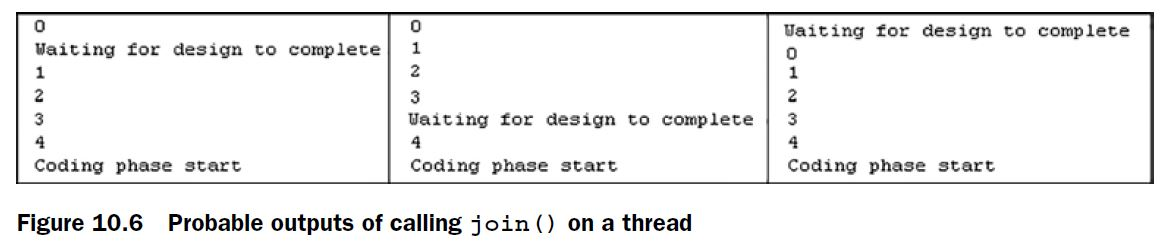 0
Waiting for design to complete
1
2
3
4
Coding phase start
0
1
2
3
Waiting for design to complete
4
Coding phase start
Waiting for design to complete
0
1
2
3
4
Coding phase start
Figure 10.6 Probable outputs of calling join() on a thread